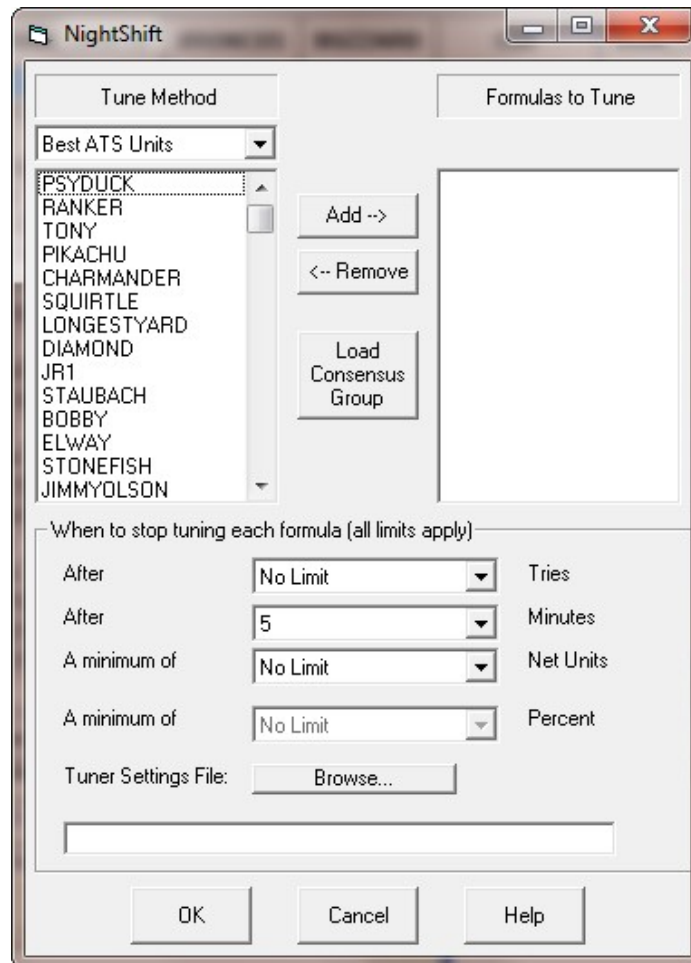 NightShift
Tune Method
Formulas to Tune
Best ATS Units
PSYDUCK
RANKER
TONY
PIKACHU
CHARMANDER
SQUIRTLE
LONGESTYARD
DIAMOND
JR1
STAUBACH
BOBBY
ELWAY
STONEFISH
JIMMYOLSON
Add -->
<-- Remove
Load
Consensus
Group
When to stop tuning each formula (all limits apply)
After No Limit Tries
After 5 Minutes
A minimum of No Limit Net Units
A minimum of No Limit Percent
Tuner Settings File: Browse...
OK Cancel Help